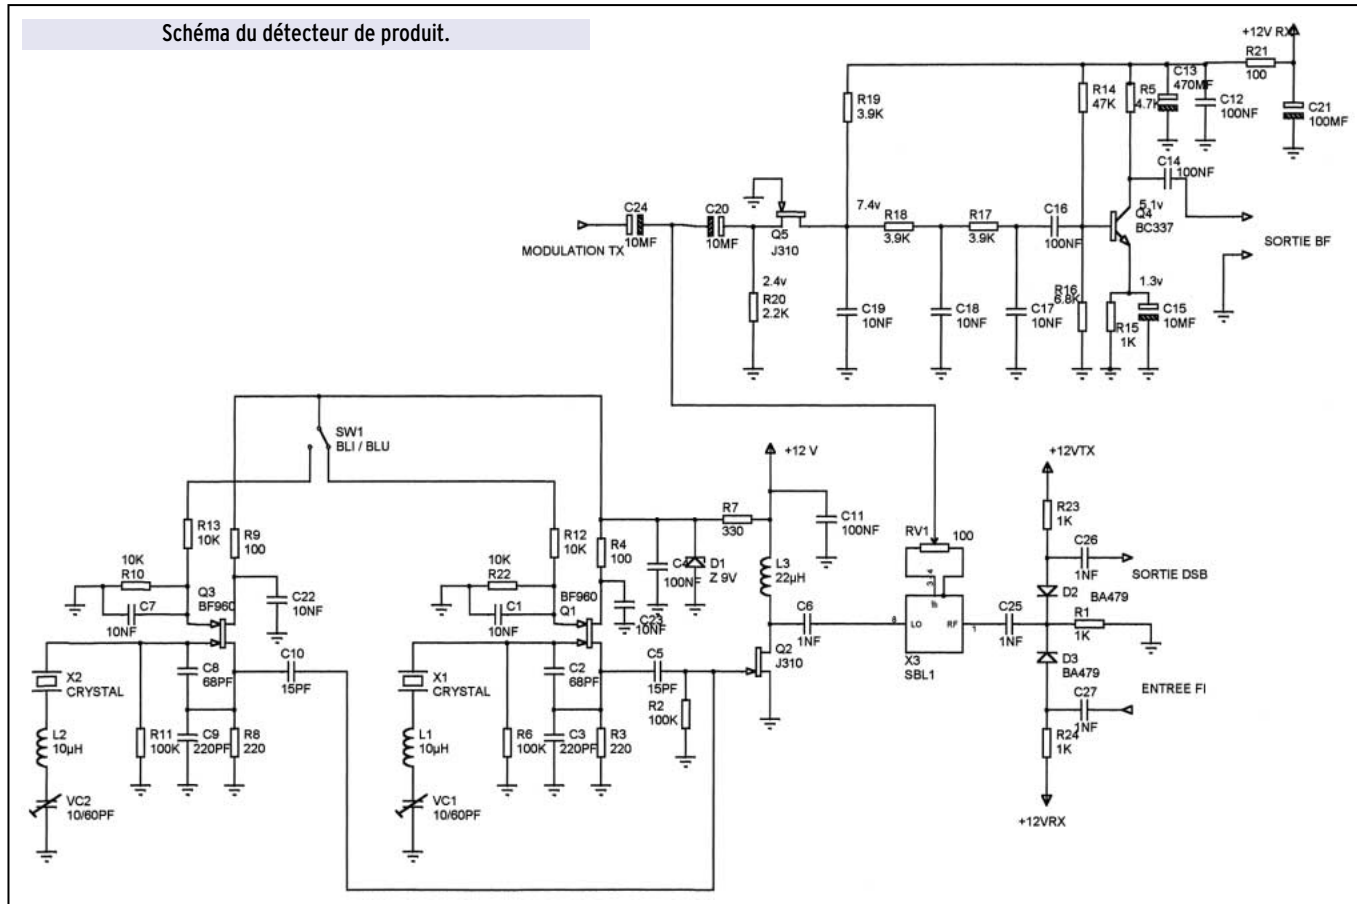 Schéma du détecteur de produit.
+12V RX
R21
100
C13
470MF
R19
3.9K
R14
47K
R5
4.7K
C12
100NF
C21
100MF
C14
100NF
C24
10MF
C20
10MF
7.4v
R18
3.9K
R17
3.9K
C16
100NF
5.1v
Q4
BC337
MODULATION TX
Q5
J310
SORTIE BF
2.4v
R20
2.2K
C19
10NF
C18
10NF
C17
10NF
R16
6.8K
1.3v
R15
1K
C15
10MF
SW1
BLI / BLU
+12 V
+12VTX
R13
10K
R9
100
R12
10K
R4
100
R7
330
C11
100NF
R23
1K
10K
R10
10K
R22
C4
100NF
D1
Z 9V
L3
22µH
RV1
100
C26
1NF
SORTIE DSB
Q3
BF960
C22
10NF
BF960
Q1
C23
10NF
C7
10NF
C1
10NF
C6
1NF
3,4
8
LO
RF
1
C25
1NF
D2
BA479
R1
1K
X2
CRYSTAL
C8
68PF
C10
15PF
X1
CRYSTAL
C2
68PF
C5
15PF
Q2
J310
X3
SBL1
D3
BA479
ENTREE FI
C27
1NF
L2
10µH
R11
100K
C9
220PF
R8
220
L1
10µH
R6
100K
C3
220PF
R3
220
R2
100K
R24
1K
VC2
10/60PF
VC1
10/60PF
+12VRX